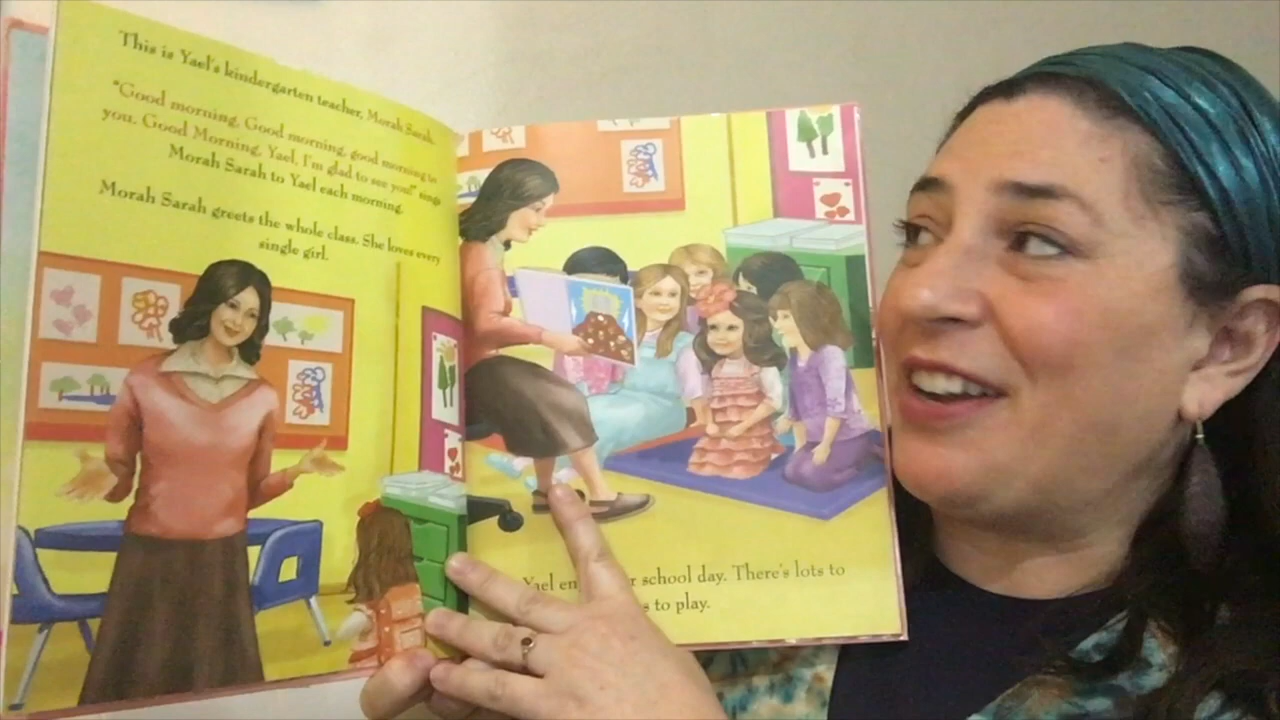 This is Yael's kindergarten teacher, Morah Sarah.
"Good morning, Good morning, good morning to
you. Good Morning, Yael, I'm glad to see you!" sings
Morah Sarah to Yael each morning.
Morah Sarah greets the whole class. She loves every
single girl.
Yael school day. There's lots to
to play.